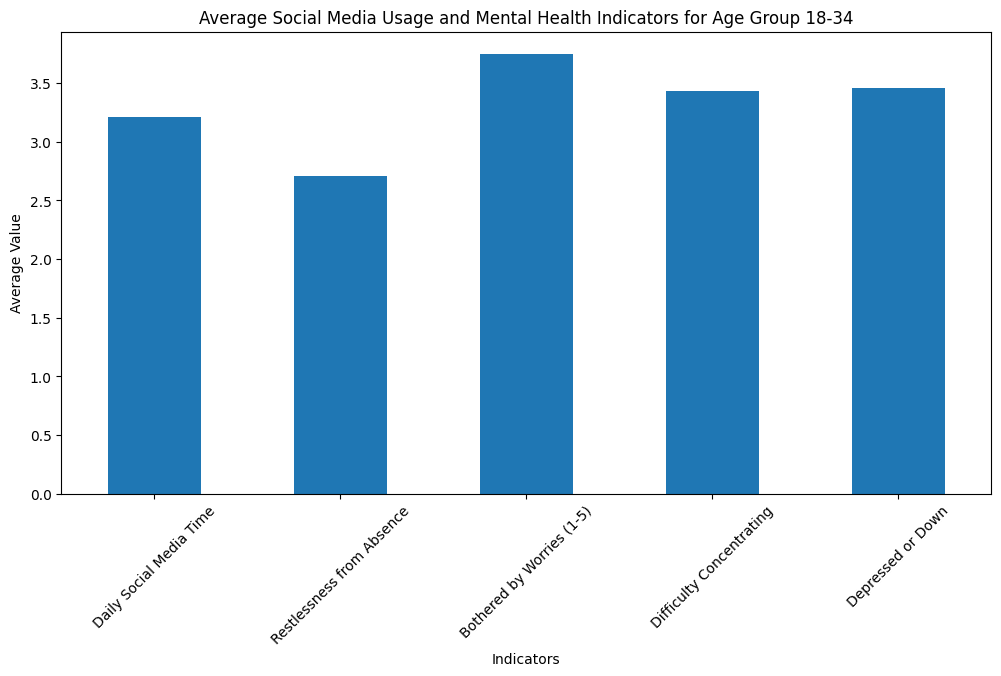 Average Social Media Usage and Mental Health Indicators for Age Group 18-34
Average Value
3.5
3.0
2.5
2.0
1.5
1.0
0.5
0.0
Daily Social Media Time
Restlessness from Absence
Bothered by Worries (1-5)
Difficulty Concentrating
Depressed or Down
Indicators